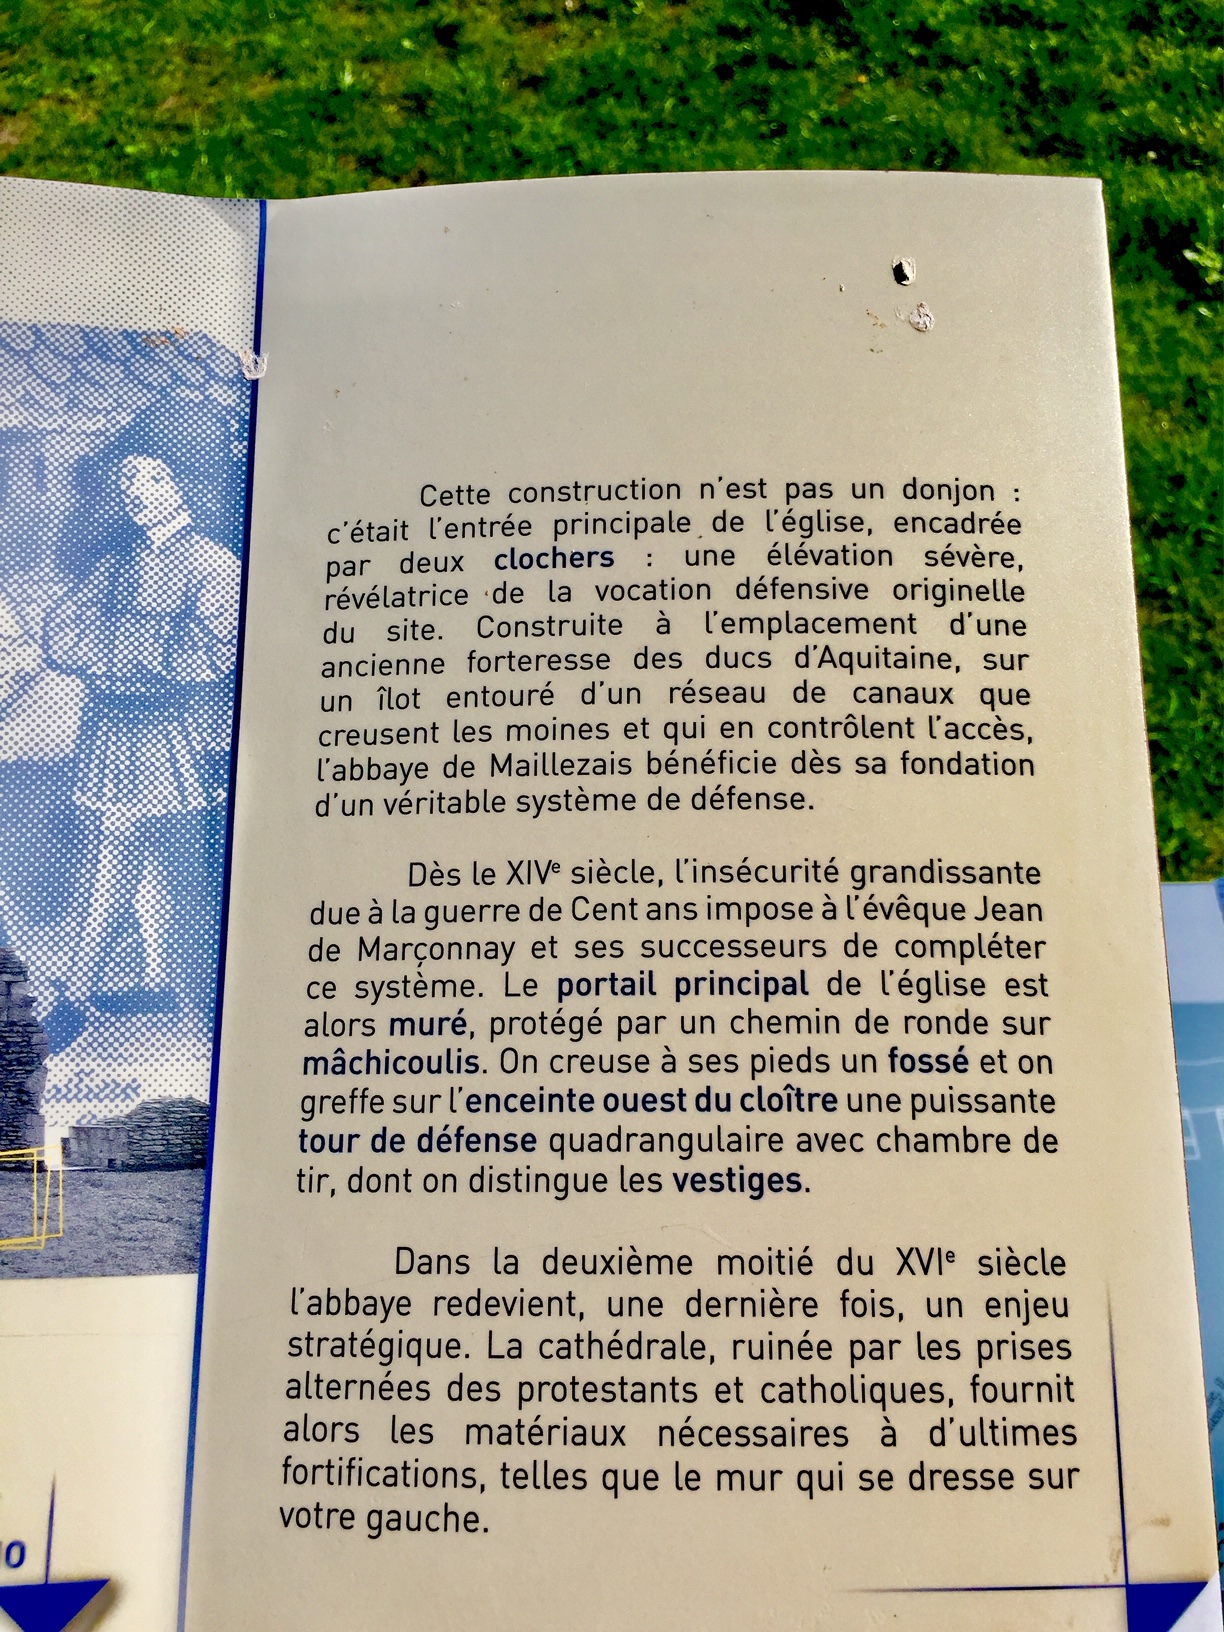 Cette construction n'est pas un donjon :
c'était l'entrée principale de l'église, encadrée
par deux clochers : une élévation sévère,
révélatrice de la vocation défensive originelle
du site. Construite à l'emplacement d'une
ancienne forteresse des ducs d'Aquitaine, sur
un îlot entouré d'un réseau de canaux que
creusent les moines et qui en contrôlent l'accès,
l'abbaye de Maillezais bénéficie dès sa fondation
d'un véritable système de défense.
Dès le XIVe siècle, l'insécurité grandissante
due à la guerre de Cent ans impose à l'évêque Jean
de Marçonnay et ses successeurs de compléter
ce système. Le portail principal de l'église est
alors muré, protégé par un chemin de ronde sur
mâchicoulis. On creuse à ses pieds un fossé et on
greffe sur l'enceinte ouest du cloître une puissante
tour de défense quadrangulaire avec chambre de
tir, dont on distingue les vestiges.
Dans la deuxième moitié du XVIe siècle
l'abbaye redevient, une dernière fois, un enjeu
stratégique. La cathédrale, ruinée par les prises
alternées des protestants et catholiques, fournit
alors les matériaux nécessaires à d'ultimes
fortifications, telles que le mur qui se dresse sur
votre gauche.